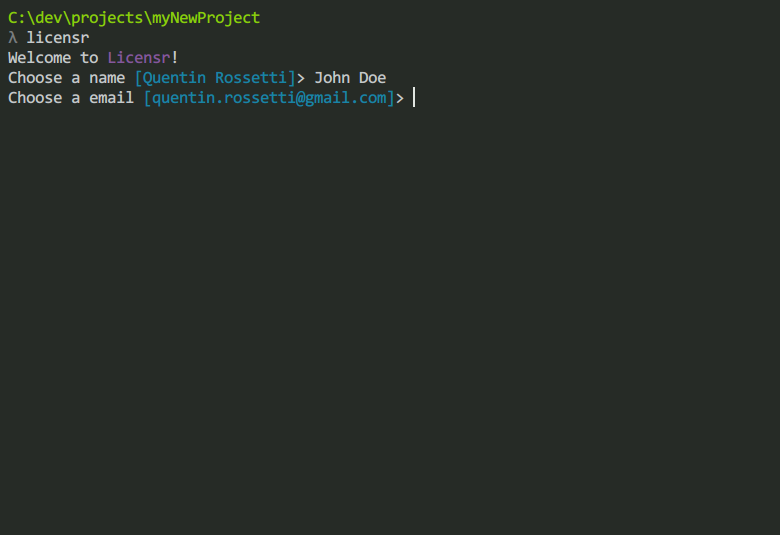 C:\dev\projects\myNewProject
λ licensr
Welcome to Licensr!
Choose a name [Quentin Rossetti]> John Doe
Choose a email [quentin.rossetti@gmail.com]>